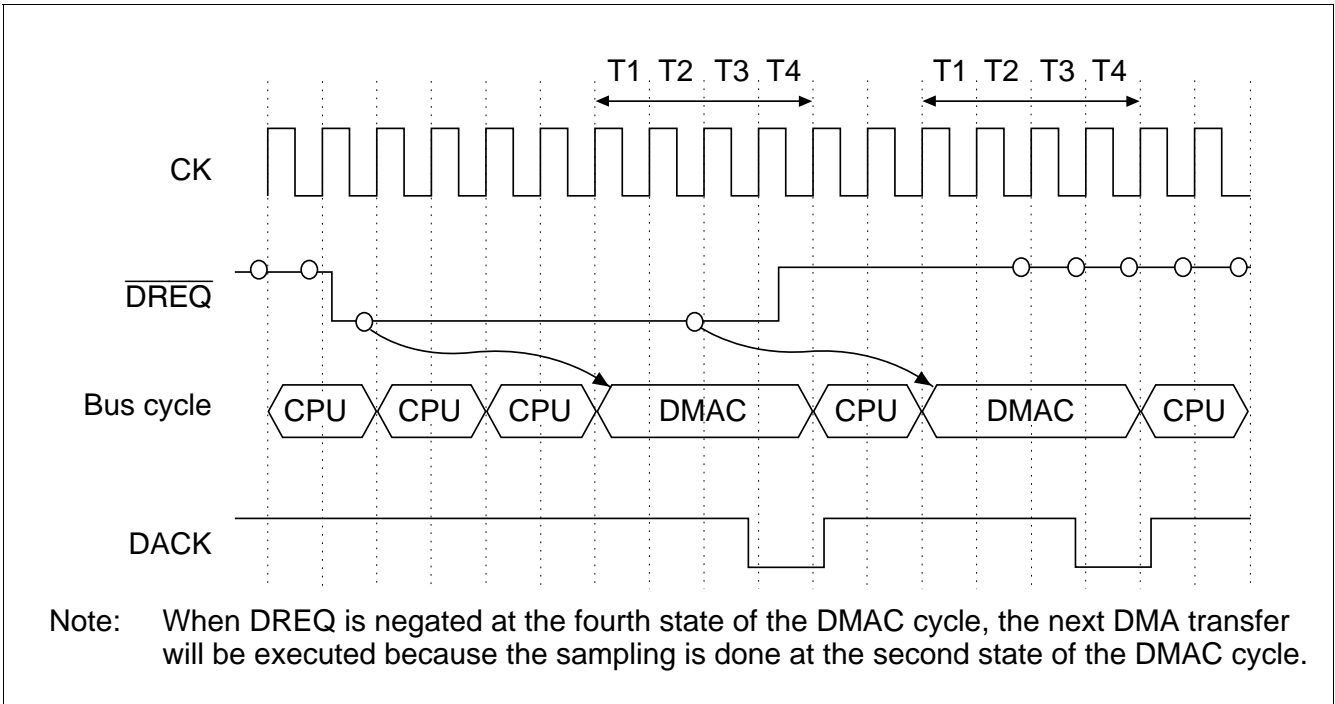 T1 T2 T3 T4 T1 T2 T3 T4
CK
DREQ
Bus cycle CPU CPU CPU DMAC CPU DMAC CPU
DACK
Note: When DREQ is negated at the fourth state of the DMAC cycle, the next DMA transfer
will be executed because the sampling is done at the second state of the DMAC cycle.